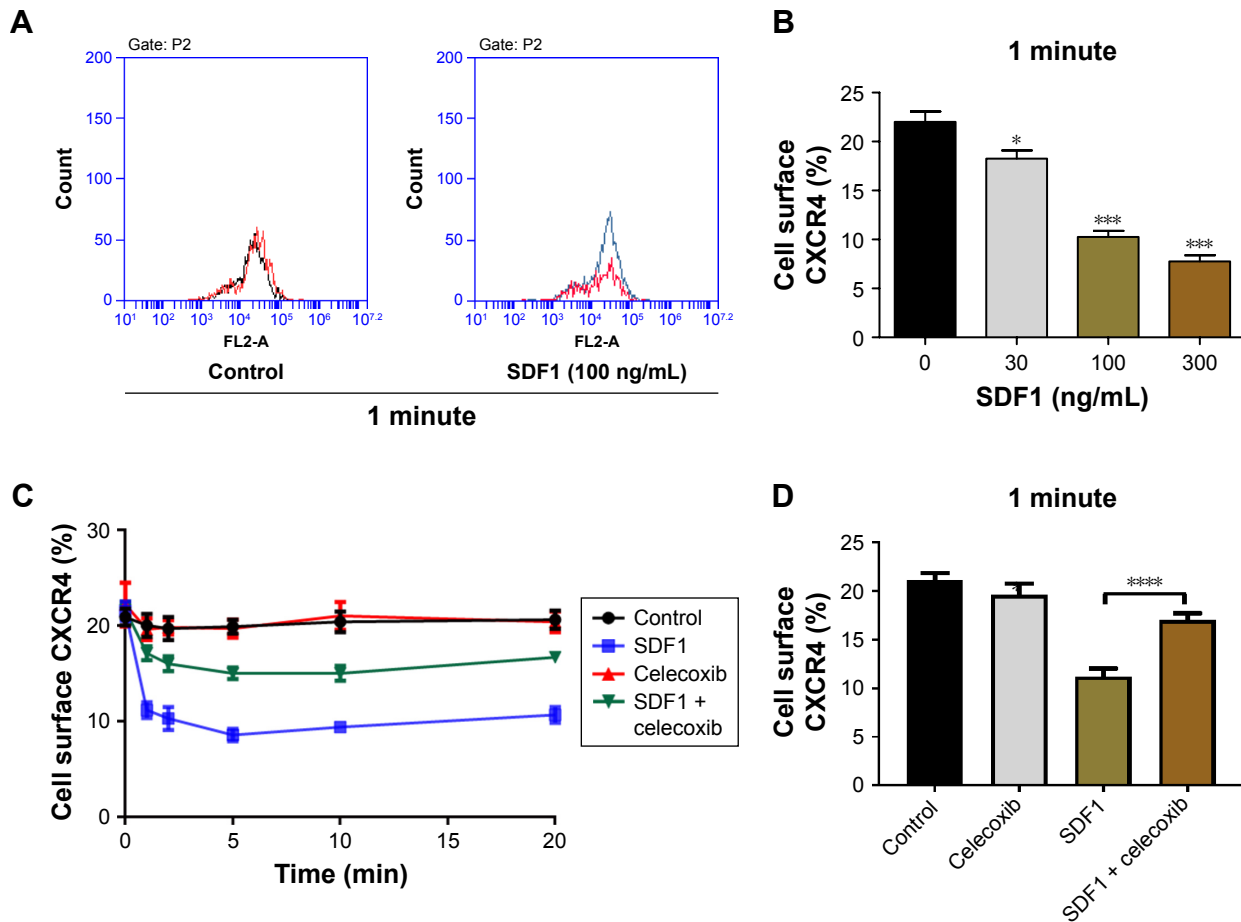 A
Gate: P2
200
150
100
50
0
Count
10¹ 10² 10³ 10⁴ 10⁵ 10⁶ 10⁷·²
FL2-A
Control
Gate: P2
200
150
100
50
0
Count
10¹ 10² 10³ 10⁴ 10⁵ 10⁶ 10⁷·²
FL2-A
SDF1 (100 ng/mL)
1 minute
B
1 minute
25
20
15
10
5
0
Cell surface
CXCR4 (%)
*
***
***
0 30 100 300
SDF1 (ng/mL)
C
30
20
10
0
Cell surface CXCR4 (%)
0 5 10 15 20
Time (min)
Control
SDF1
Celecoxib
SDF1 +
celecoxib
D
1 minute
25
20
15
10
5
0
Cell surface
CXCR4 (%)
****
Control
Celecoxib
SDF1
SDF1 + celecoxib